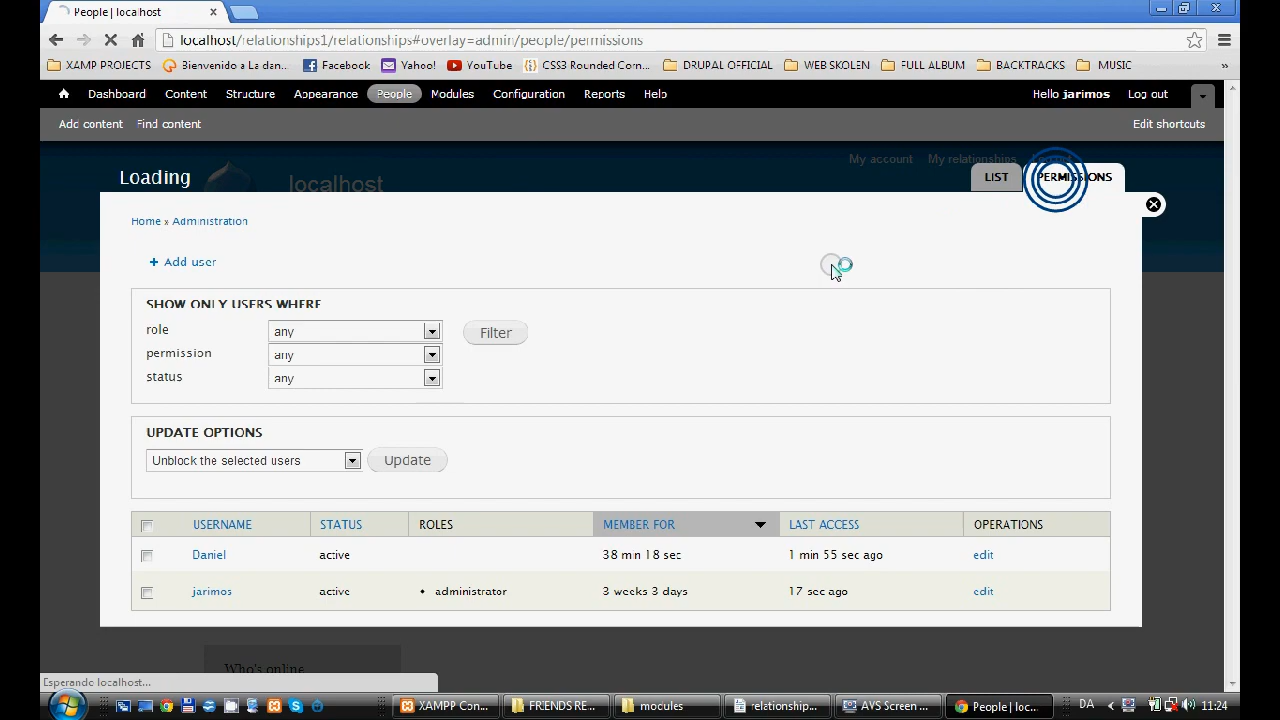 People | localhost
localhost/relationships1/relationships#overlay=admin/people/permissions
XAMP PROJECTS Bienvenido a La dan... Facebook Yahoo! YouTube CSS3 Rounded Corn... DRUPAL OFFICIAL WEB SKOLEN FULL ALBUM BACKTRACKS MUSIC »
Dashboard Content Structure Appearance People Modules Configuration Reports Help Hello jarimos Log out
Add content Find content Edit shortcuts
My account My relationships
Loading localhost LIST PERMISSIONS
Home » Administration
+ Add user
SHOW ONLY USERS WHERE
role any Filter
permission any
status any
UPDATE OPTIONS
Unblock the selected users Update
USERNAME STATUS ROLES MEMBER FOR LAST ACCESS OPERATIONS
Daniel active 38 min 18 sec 1 min 55 sec ago edit
jarimos active • administrator 3 weeks 3 days 17 sec ago edit
Who's online
Esperando localhost...
XAMPP Con... FRIENDS RE... modules relationship... AVS Screen ... People | loc... DA 11:24